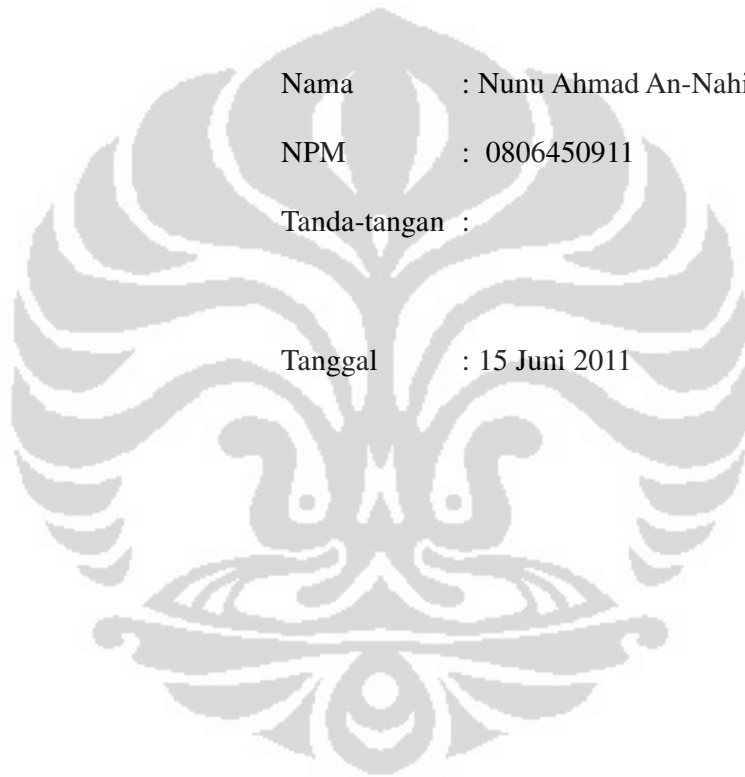 Nama : Nunu Ahmad An-Nahi
NPM : 0806450911
Tanda-tangan :
Tanggal : 15 Juni 2011